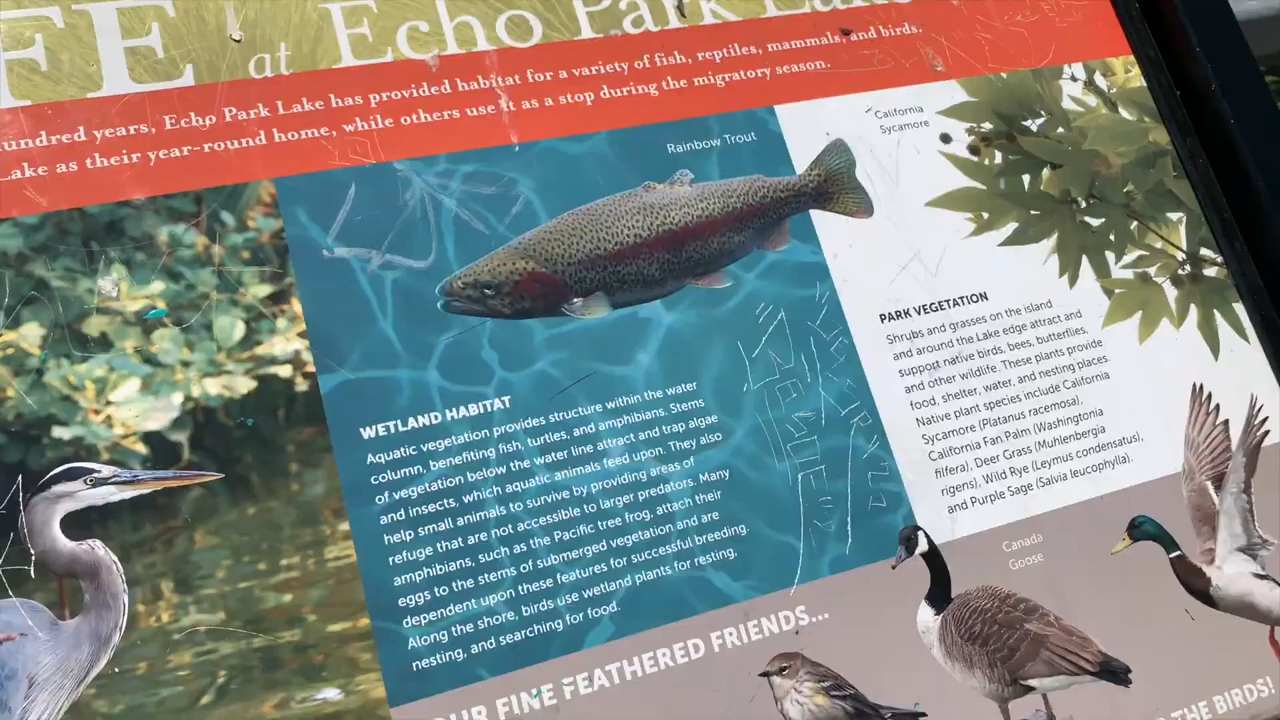 FE at Echo Park Lake
hundred years, Echo Park Lake has provided habitat for a variety of fish, reptiles, mammals, and birds.
Lake as their year-round home, while others use it as a stop during the migratory season.
Rainbow Trout
California
Sycamore
WETLAND HABITAT
Aquatic vegetation provides structure within the water
column, benefiting fish, turtles, and amphibians. Stems
of vegetation below the water line attract and trap algae
and insects, which aquatic animals feed upon. They also
help small animals to survive by providing areas of
refuge that are not accessible to larger predators. Many
amphibians, such as the Pacific tree frog, attach their
eggs to the stems of submerged vegetation and are
dependent upon these features for successful breeding.
Along the shore, birds use wetland plants for resting,
nesting, and searching for food.
PARK VEGETATION
Shrubs and grasses on the island
and around the Lake edge attract and
support native birds, bees, butterflies,
and other wildlife. These plants provide
food, shelter, water, and nesting places.
Native plant species include California
Sycamore (Platanus racemosa),
California Fan Palm (Washingtonia
filfera), Deer Grass (Muhlenbergia
rigens), Wild Rye (Leymus condensatus),
and Purple Sage (Salvia leucophylla).
Canada
Goose
OUR FINE FEATHERED FRIENDS...
THE BIRDS!